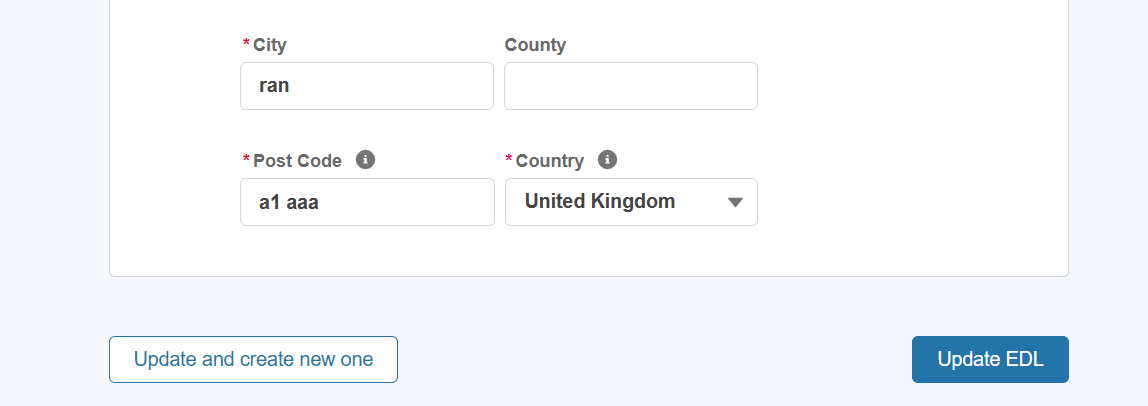 * City County
ran
* Post Code i * Country i
a1 aaa United Kingdom
Update and create new one Update EDL